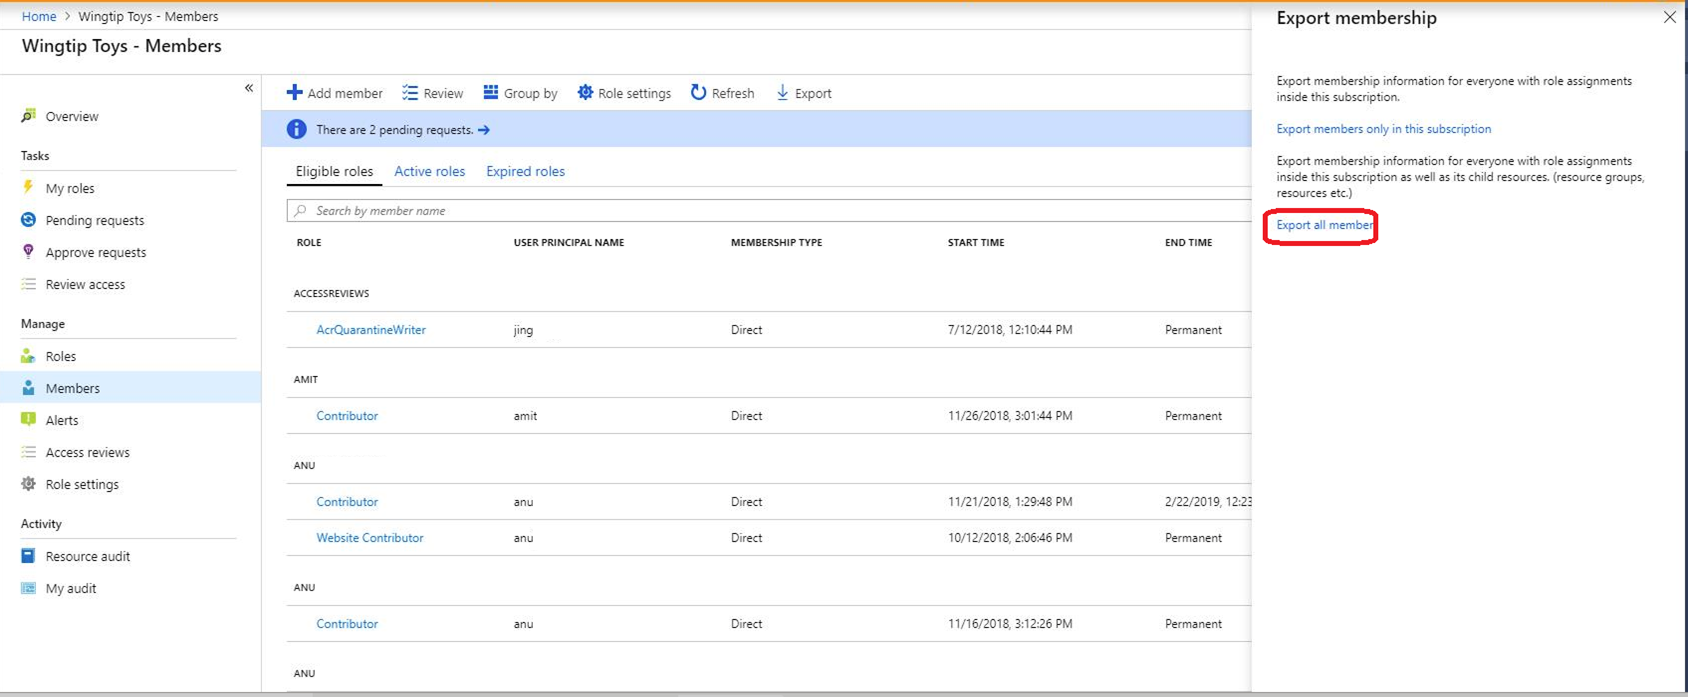 Home > Wingtip Toys - Members
Wingtip Toys - Members
«
Overview
Tasks
My roles
Pending requests
Approve requests
Review access
Manage
Roles
Members
Alerts
Access reviews
Role settings
Activity
Resource audit
My audit
Add member Review Group by Role settings Refresh Export
There are 2 pending requests. →
Eligible roles Active roles Expired roles
Search by member name
ROLE USER PRINCIPAL NAME MEMBERSHIP TYPE START TIME END TIME
ACCESSREVIEWS
AcrQuarantineWriter jing Direct 7/12/2018, 12:10:44 PM Permanent
AMIT
Contributor amit Direct 11/26/2018, 3:01:44 PM Permanent
ANU
Contributor anu Direct 11/21/2018, 1:29:48 PM 2/22/2019, 12:23
Website Contributor anu Direct 10/12/2018, 2:06:46 PM Permanent
ANU
Contributor anu Direct 11/16/2018, 3:12:26 PM Permanent
ANU
Export membership
Export membership information for everyone with role assignments
inside this subscription.
Export members only in this subscription
Export membership information for everyone with role assignments
inside this subscription as well as its child resources. (resource groups,
resources etc.)
Export all member